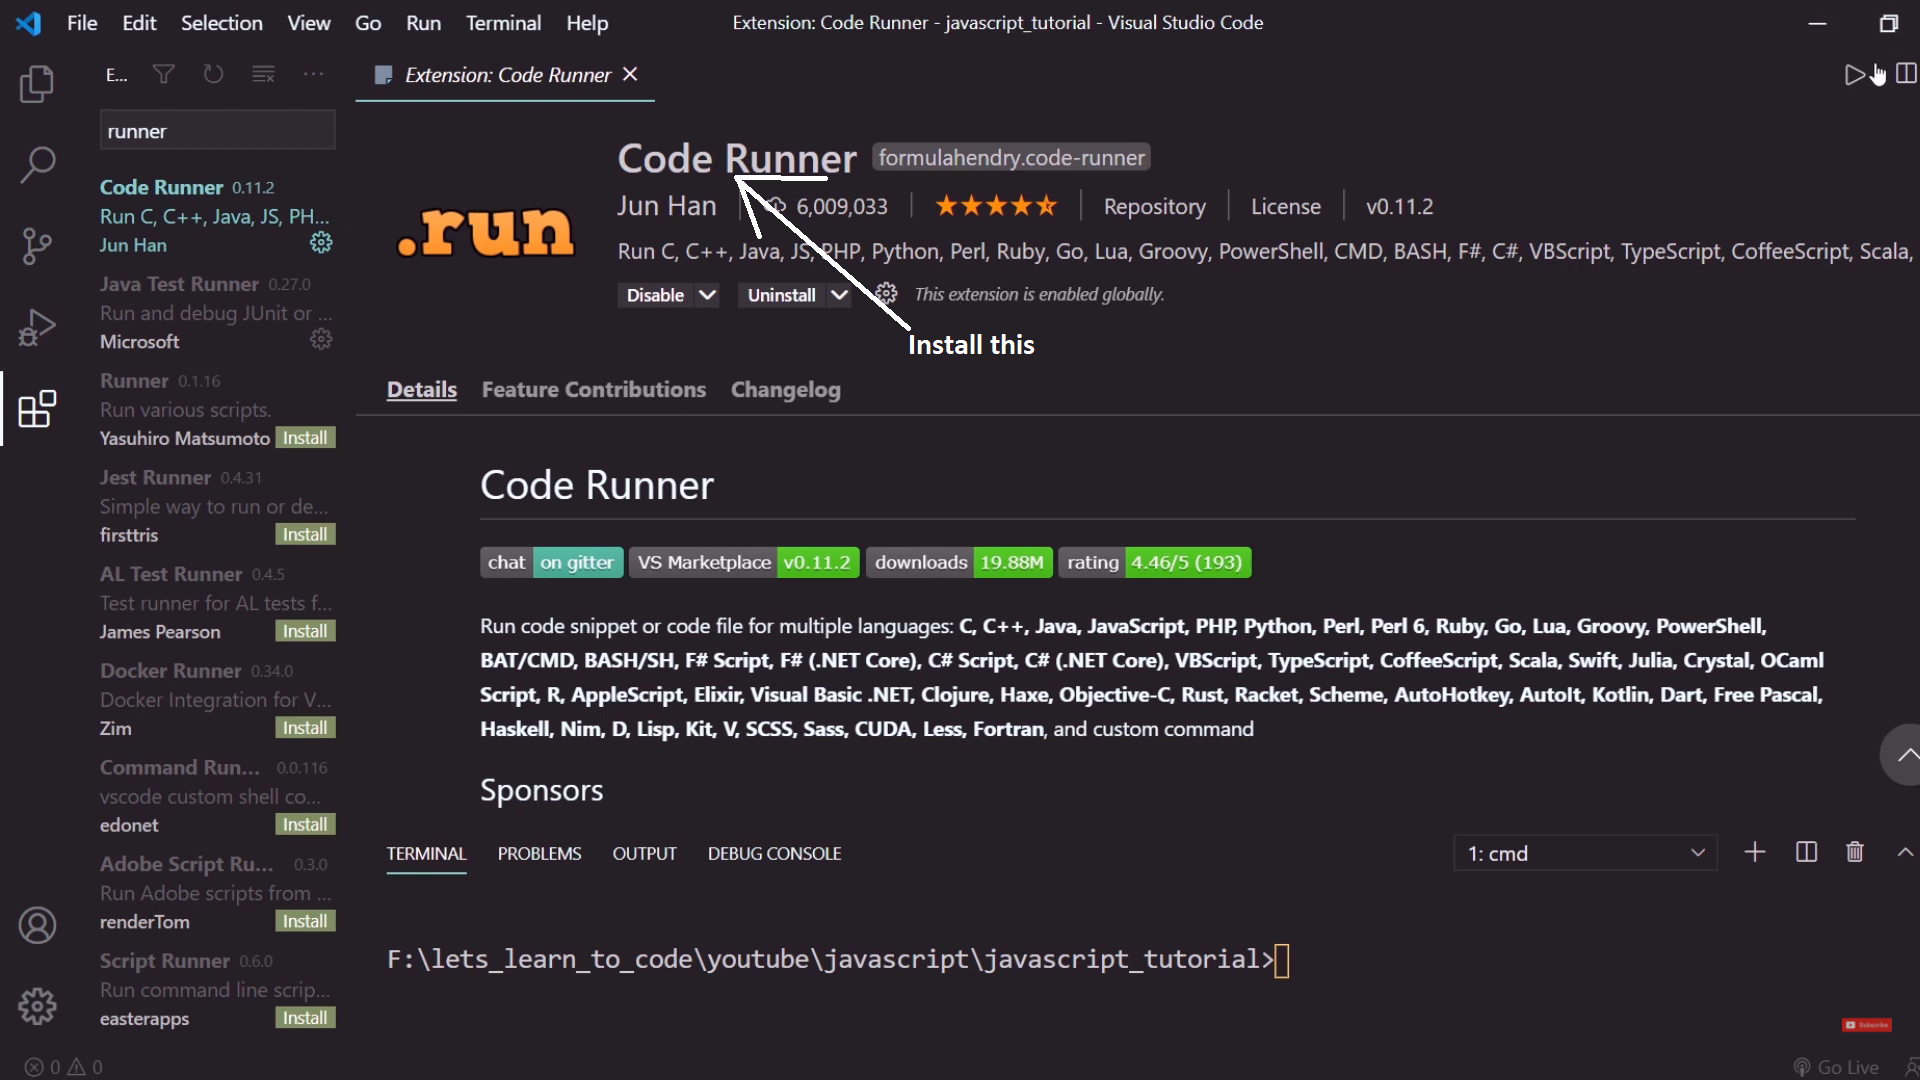 File Edit Selection View Go Run Terminal Help
Extension: Code Runner - javascript_tutorial - Visual Studio Code
E...
Extension: Code Runner
runner
Code Runner 0.11.2
Run C, C++, Java, JS, PH...
Jun Han
Java Test Runner 0.27.0
Run and debug JUnit or ...
Microsoft
Runner 0.1.16
Run various scripts.
Yasuhiro Matsumoto Install
Jest Runner 0.4.31
Simple way to run or de...
firsttris Install
AL Test Runner 0.4.5
Test runner for AL tests f...
James Pearson Install
Docker Runner 0.34.0
Docker Integration for V...
Zim Install
Command Run... 0.0.116
vscode custom shell co...
edonet Install
Adobe Script Ru... 0.3.0
Run Adobe scripts from ...
renderTom Install
Script Runner 0.6.0
Run command line scrip...
easterapps Install
.run
Code Runner formulahendry.code-runner
Jun Han 6,009,033 Repository License v0.11.2
Run C, C++, Java, JS, PHP, Python, Perl, Ruby, Go, Lua, Groovy, PowerShell, CMD, BASH, F#, C#, VBScript, TypeScript, CoffeeScript, Scala,
Disable Uninstall This extension is enabled globally.
Install this
Details Feature Contributions Changelog
Code Runner
chat on gitter VS Marketplace v0.11.2 downloads 19.88M rating 4.46/5 (193)
Run code snippet or code file for multiple languages: C, C++, Java, JavaScript, PHP, Python, Perl, Perl 6, Ruby, Go, Lua, Groovy, PowerShell,
BAT/CMD, BASH/SH, F# Script, F# (.NET Core), C# Script, C# (.NET Core), VBScript, TypeScript, CoffeeScript, Scala, Swift, Julia, Crystal, OCaml
Script, R, AppleScript, Elixir, Visual Basic .NET, Clojure, Haxe, Objective-C, Rust, Racket, Scheme, AutoHotkey, AutoIt, Kotlin, Dart, Free Pascal,
Haskell, Nim, D, Lisp, Kit, V, SCSS, Sass, CUDA, Less, Fortran, and custom command
Sponsors
TERMINAL PROBLEMS OUTPUT DEBUG CONSOLE
1: cmd
F:\lets_learn_to_code\youtube\javascript\javascript_tutorial>
Subscribe
0 0
Go Live